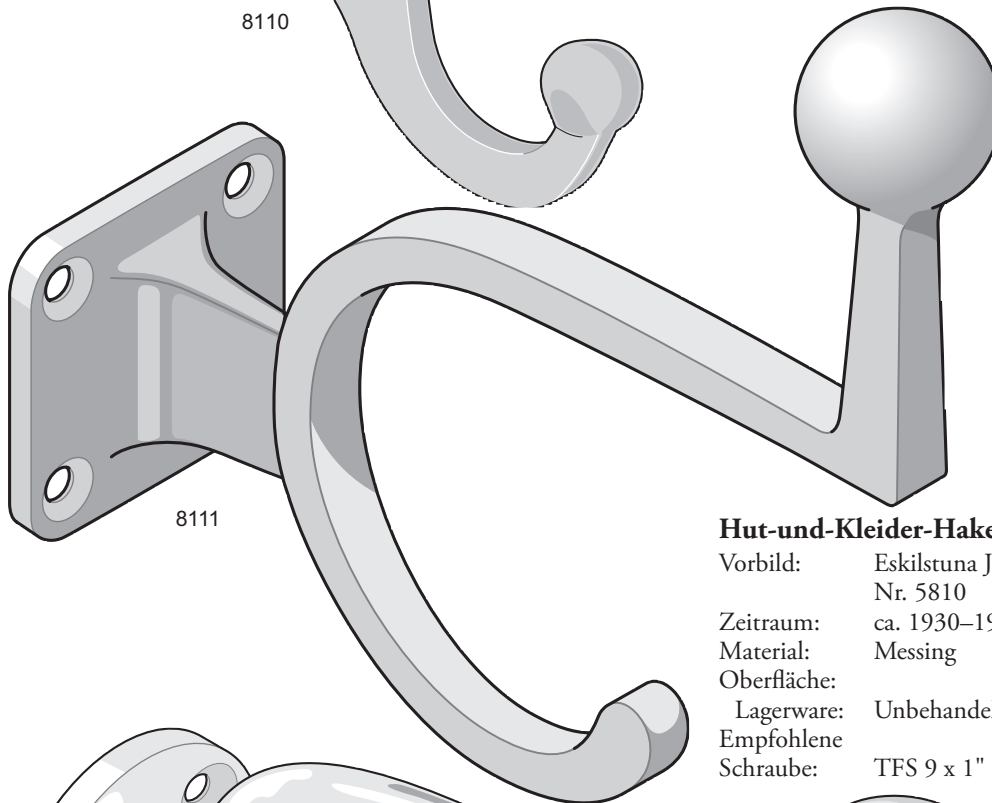 8110
8111
Hut-und-Kleider-Hake
Vorbild: Eskilstuna J
Nr. 5810
Zeitraum: ca. 1930–19
Material: Messing
Oberfläche:
Lagerware: Unbehande
Empfohlene
Schraube: TFS 9 x 1"